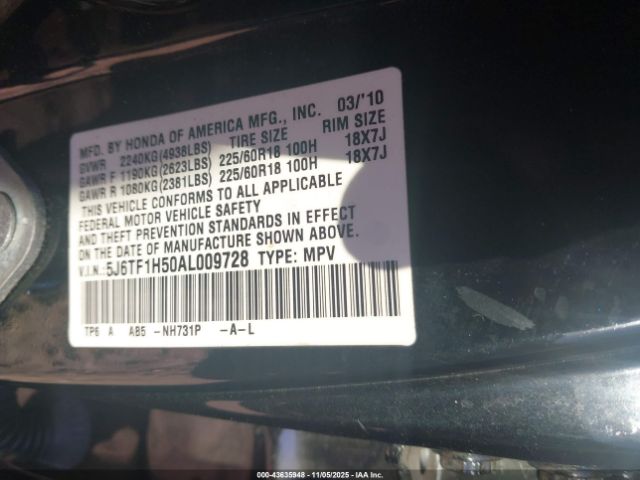 MFD. BY HONDA OF AMERICA MFG., INC. 03/'10
GVWR 2240KG(4938LBS) TIRE SIZE RIM SIZE
GAWR F 1190KG(2623LBS) 225/60R18 100H 18X7J
GAWR R 1080KG(2381LBS) 225/60R18 100H 18X7J
THIS VEHICLE CONFORMS TO ALL APPLICABLE
FEDERAL MOTOR VEHICLE SAFETY
AND THEFT PREVENTION STANDARDS IN EFFECT
ON THE DATE OF MANUFACTURE SHOWN ABOVE.
V.I.N.: 5J6TF1H50AL009728 TYPE: MPV
TP6 A AB5 -NH731P -A-L
000-43635948 - 11/05/2025 - IAA Inc.